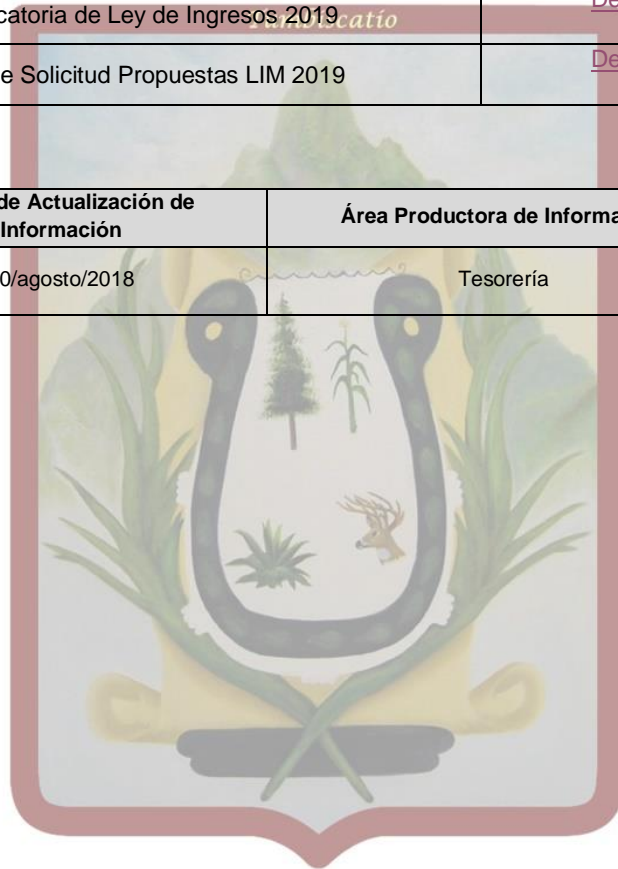 catoria de Ley de Ingresos 2019
De
e Solicitud Propuestas LIM 2019
De
de Actualización de
Información
Área Productora de Informa
0/agosto/2018
Tesorería